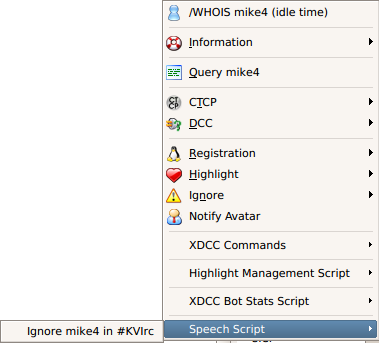 /WHOIS mike4 (idle time)
Information
Query mike4
CTCP
DCC
Registration
Highlight
Ignore
Notify Avatar
XDCC Commands
Highlight Management Script
XDCC Bot Stats Script
Speech Script
Ignore mike4 in #KVIrc